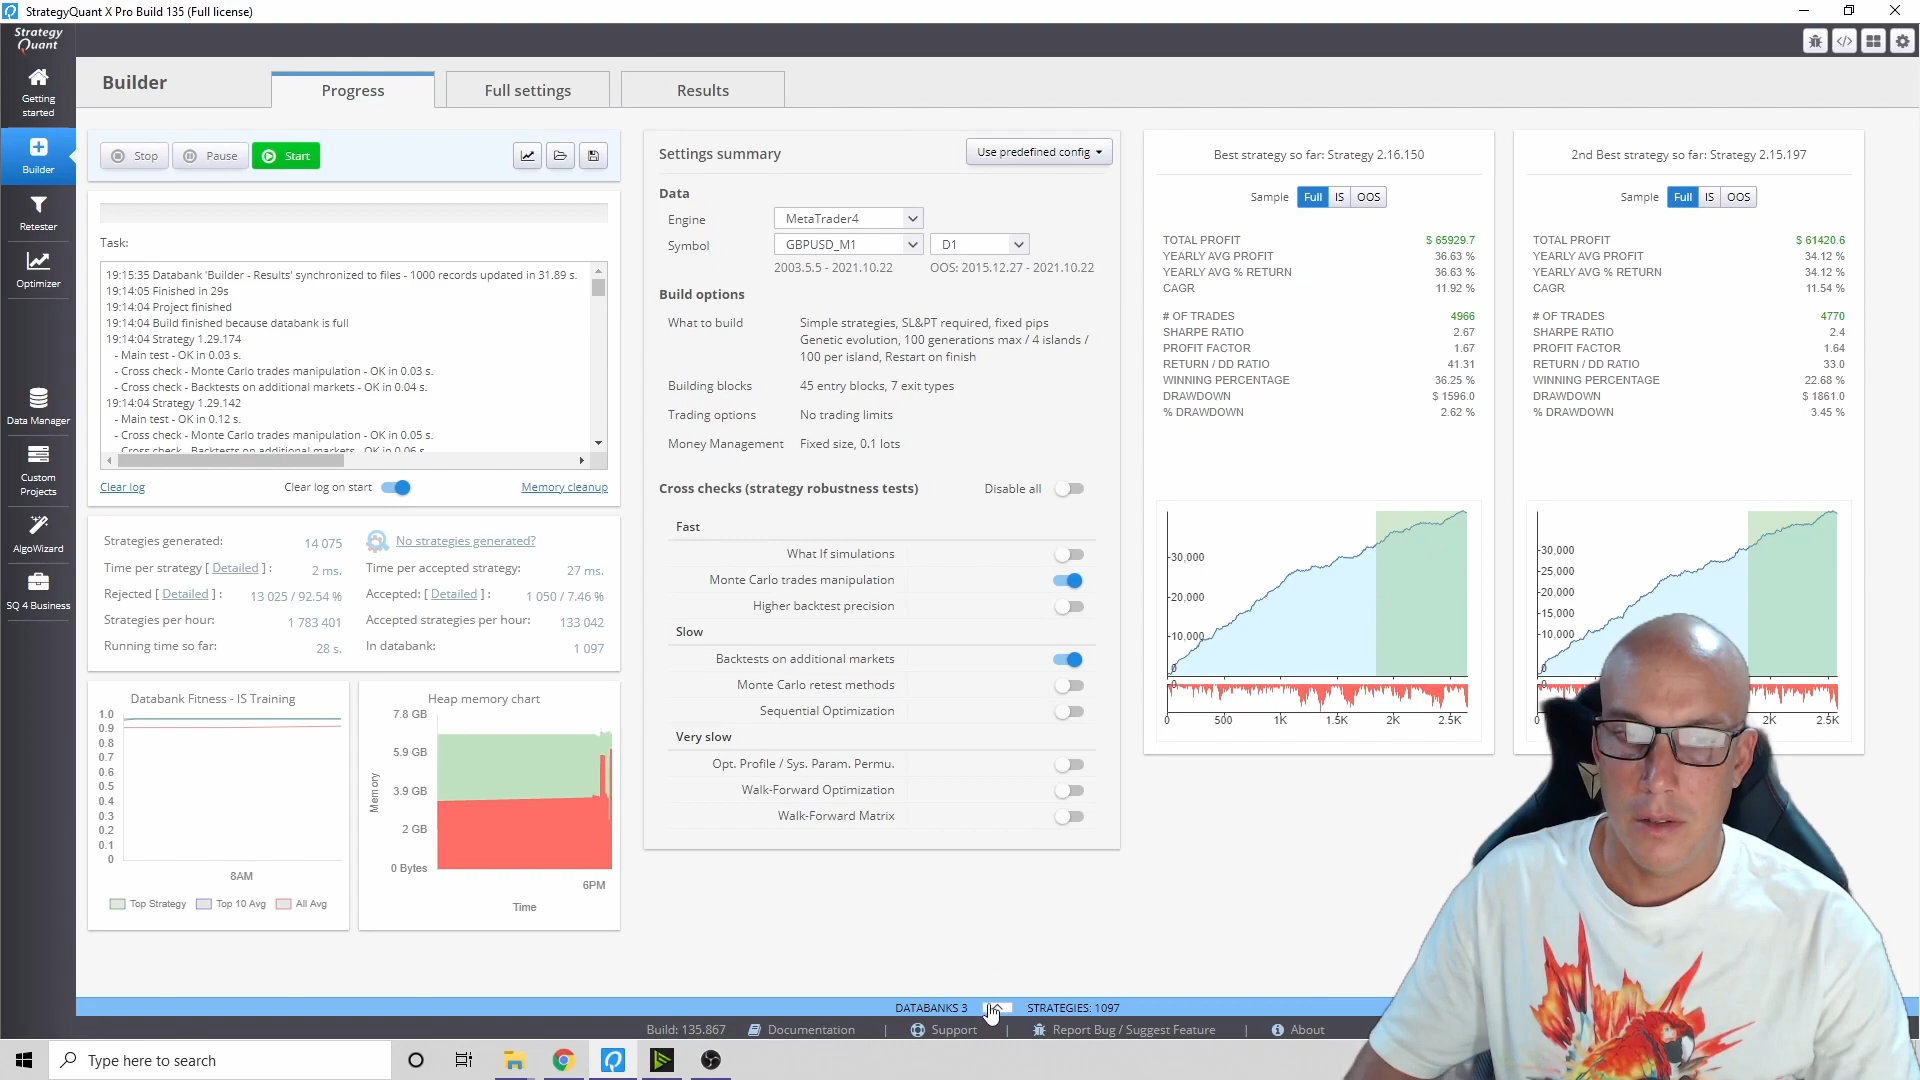 StrategyQuant X Pro Build 135 (Full license)
Strategy
Quant
Getting
started
Builder
Retester
Optimizer
Data Manager
Custom
Projects
AlgoWizard
SQ 4 Business
Builder
Progress
Full settings
Results
Stop
Pause
Start
Task:
19:15:35 Databank 'Builder - Results' synchronized to files - 1000 records updated in 31.89 s.
19:14:05 Finished in 29s
19:14:04 Project finished
19:14:04 Build finished because databank is full
19:14:04 Strategy 1.29.174
- Main test - OK in 0.03 s.
- Cross check - Monte Carlo trades manipulation - OK in 0.03 s.
- Cross check - Backtests on additional markets - OK in 0.04 s.
19:14:04 Strategy 1.29.142
- Main test - OK in 0.12 s.
- Cross check - Monte Carlo trades manipulation - OK in 0.05 s.
- Cross check - Backtests on additional markets - OK in 0.06 s.
Clear log
Clear log on start
Memory cleanup
Strategies generated: 14 075
No strategies generated?
Time per strategy [ Detailed ] : 2 ms.
Time per accepted strategy: 27 ms.
Rejected [ Detailed ] : 13 025 / 92.54 %
Accepted: [ Detailed ] : 1 050 / 7.46 %
Strategies per hour: 1 783 401
Accepted strategies per hour: 133 042
Running time so far: 28 s.
In databank: 1 097
Databank Fitness - IS Training
1.0
0.9
0.8
0.7
0.6
0.5
0.4
0.3
0.2
0.1
0
8AM
Top Strategy Top 10 Avg All Avg
Heap memory chart
7.8 GB
5.9 GB
3.9 GB
2 GB
0 Bytes
Memory
6PM
Time
Settings summary
Use predefined config
Data
Engine MetaTrader4
Symbol GBPUSD_M1 D1
2003.5.5 - 2021.10.22 OOS: 2015.12.27 - 2021.10.22
Build options
What to build Simple strategies, SL&PT required, fixed pips
Genetic evolution, 100 generations max / 4 islands /
100 per island, Restart on finish
Building blocks 45 entry blocks, 7 exit types
Trading options No trading limits
Money Management Fixed size, 0.1 lots
Cross checks (strategy robustness tests) Disable all
Fast
What If simulations
Monte Carlo trades manipulation
Higher backtest precision
Slow
Backtests on additional markets
Monte Carlo retest methods
Sequential Optimization
Very slow
Opt. Profile / Sys. Param. Permu.
Walk-Forward Optimization
Walk-Forward Matrix
Best strategy so far: Strategy 2.16.150
Sample Full IS OOS
TOTAL PROFIT $ 65929.7
YEARLY AVG PROFIT 36.63 %
YEARLY AVG % RETURN 36.63 %
CAGR 11.92 %
# OF TRADES 4966
SHARPE RATIO 2.67
PROFIT FACTOR 1.67
RETURN / DD RATIO 41.31
WINNING PERCENTAGE 36.25 %
DRAWDOWN $ 1596.0
% DRAWDOWN 2.62 %
30,000
20,000
10,000
0
0
0 500 1K 1.5K 2K 2.5K
2nd Best strategy so far: Strategy 2.15.197
Sample Full IS OOS
TOTAL PROFIT $ 61420.6
YEARLY AVG PROFIT 34.12 %
YEARLY AVG % RETURN 34.12 %
CAGR 11.54 %
# OF TRADES 4770
SHARPE RATIO 2.4
PROFIT FACTOR 1.64
RETURN / DD RATIO 33.0
WINNING PERCENTAGE 22.68 %
DRAWDOWN $ 1861.0
% DRAWDOWN 3.45 %
30,000
25,000
20,000
15,000
10,000
0
0
0
2K 2.5K
DATABANKS 3
STRATEGIES: 1097
Build: 135.867 Documentation | Support | Report Bug / Suggest Feature | About
Type here to search